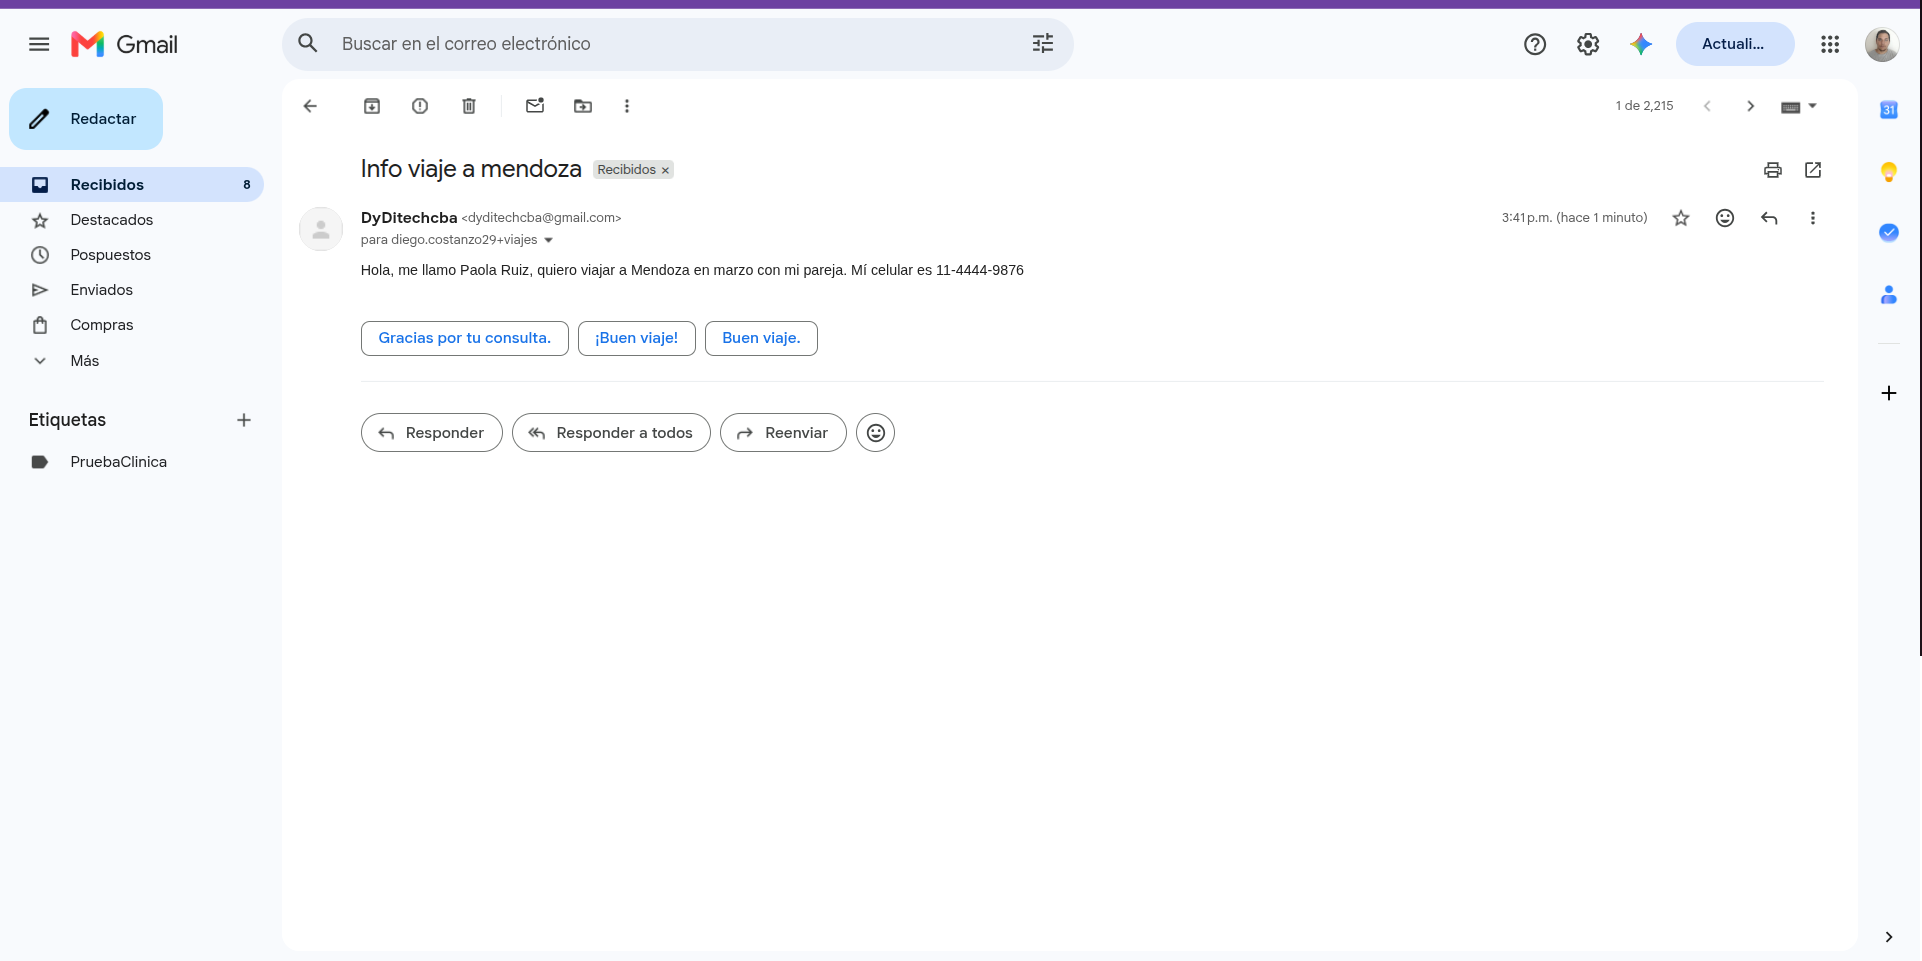 Gmail
Buscar en el correo electrónico
Actuali...
Redactar
1 de 2,215
31
Recibidos 8
Destacados
Pospuestos
Enviados
Compras
Más
Etiquetas
PruebaClinica
Info viaje a mendoza Recibidos ×
DyDitechcba <dyditechcba@gmail.com> 3:41 p.m. (hace 1 minuto)
para diego.costanzo29+viajes
Hola, me llamo Paola Ruiz, quiero viajar a Mendoza en marzo con mi pareja. Mí celular es 11-4444-9876
Gracias por tu consulta. ¡Buen viaje! Buen viaje.
Responder Responder a todos Reenviar